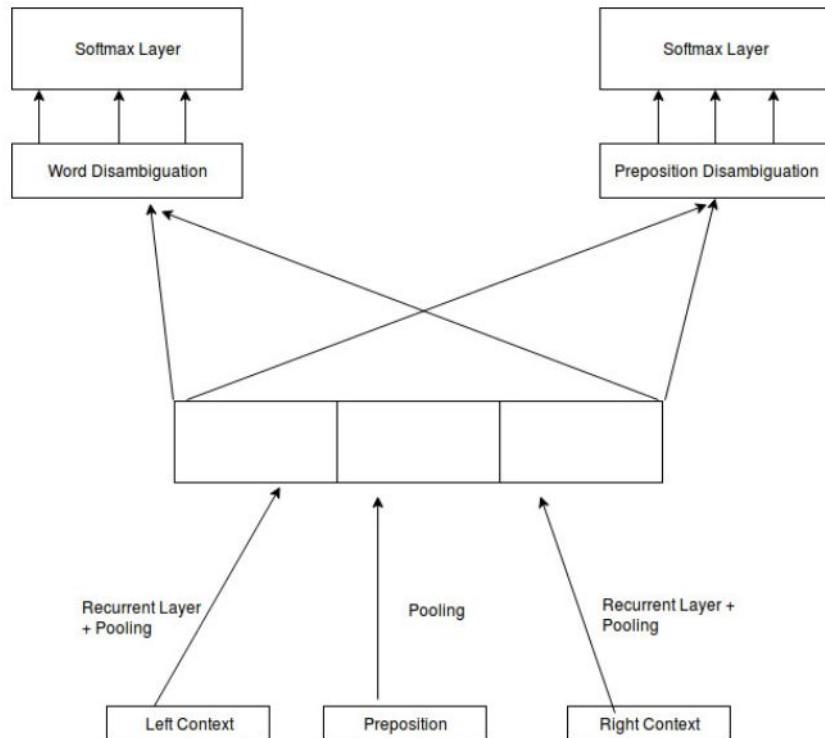 Softmax Layer
Softmax Layer
Word Disambiguation
Preposition Disambiguation
Recurrent Layer
+ Pooling
Pooling
Recurrent Layer +
Pooling
Left Context
Preposition
Right Context